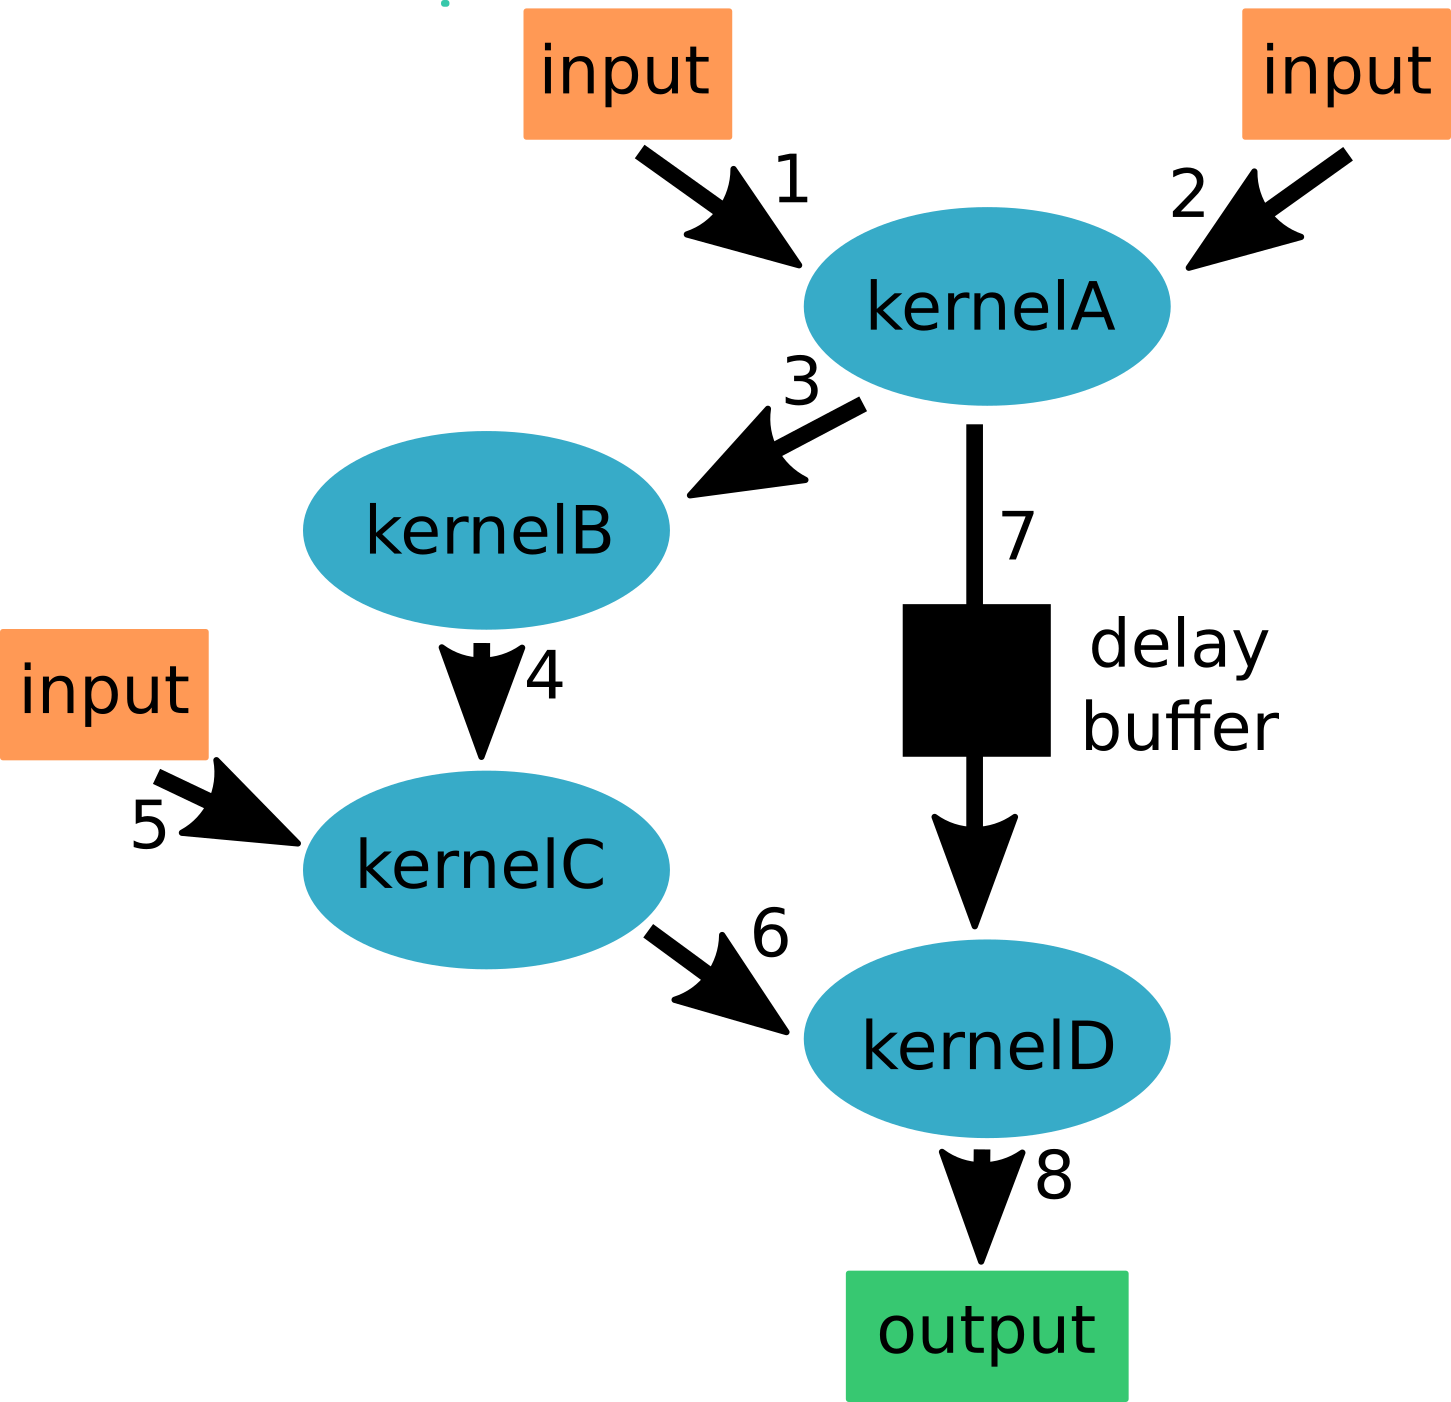 input
input
1
2
kernelA
3
kernelB
7
4
delay
buffer
input
5
kernelC
6
kernelD
8
output